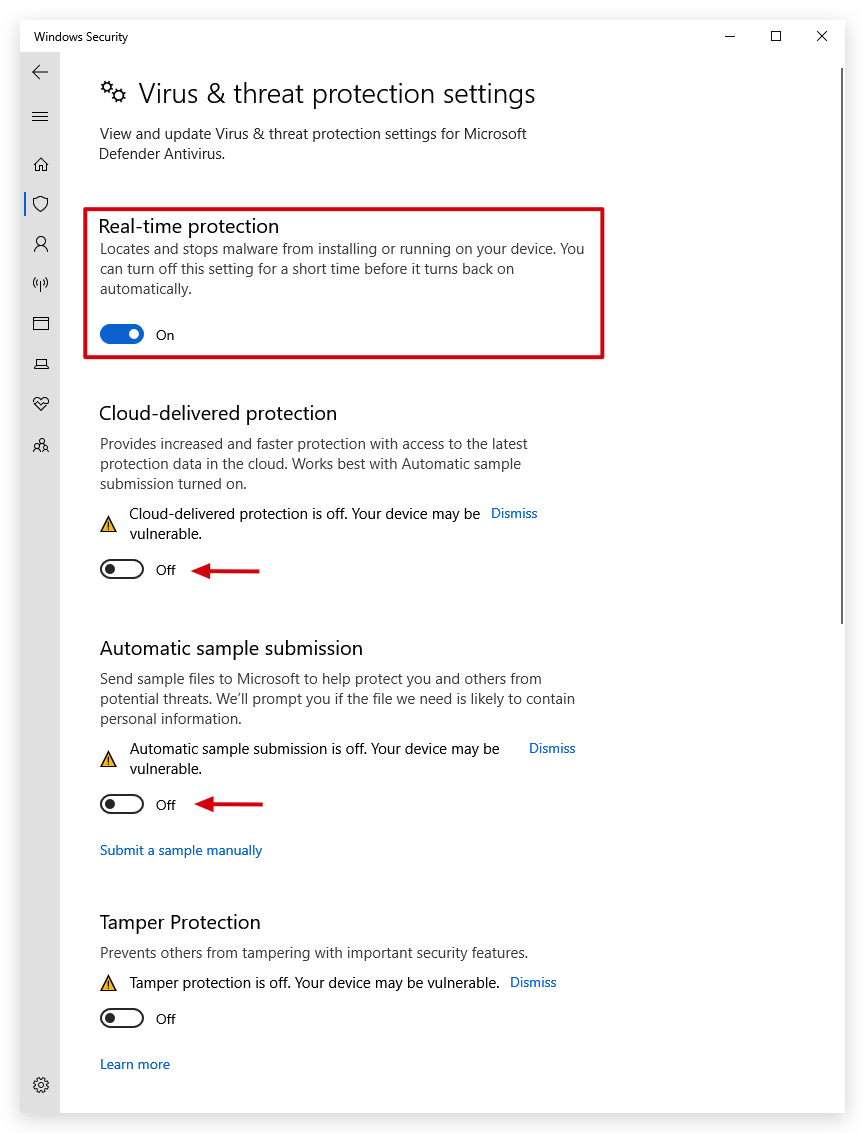 Windows Security
Virus & threat protection settings
View and update Virus & threat protection settings for Microsoft
Defender Antivirus.
Real-time protection
Locates and stops malware from installing or running on your device. You
can turn off this setting for a short time before it turns back on
automatically.
On
Cloud-delivered protection
Provides increased and faster protection with access to the latest
protection data in the cloud. Works best with Automatic sample
submission turned on.
Cloud-delivered protection is off. Your device may be Dismiss
vulnerable.
Off
Automatic sample submission
Send sample files to Microsoft to help protect you and others from
potential threats. We’ll prompt you if the file we need is likely to contain
personal information.
Automatic sample submission is off. Your device may be Dismiss
vulnerable.
Off
Submit a sample manually
Tamper Protection
Prevents others from tampering with important security features.
Tamper protection is off. Your device may be vulnerable. Dismiss
Off
Learn more